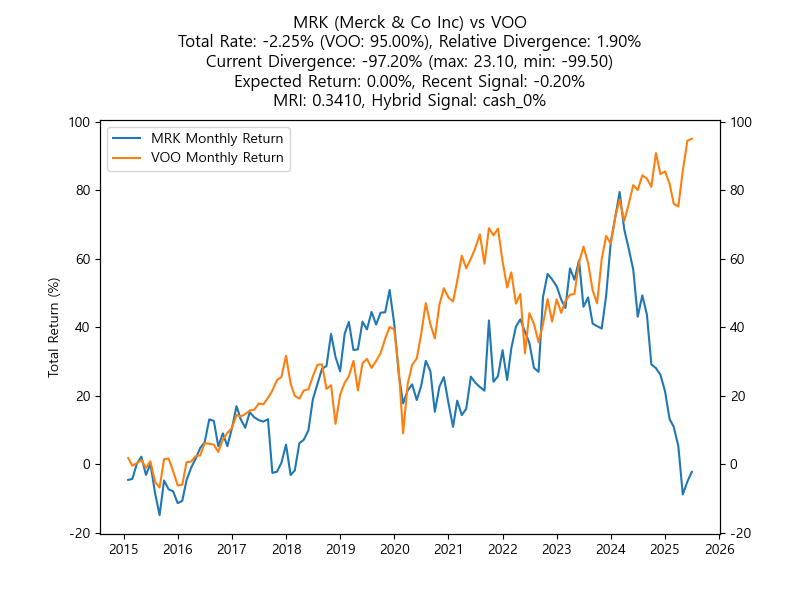 MRK (Merck & Co Inc) vs VOO
Total Rate: -2.25% (VOO: 95.00%), Relative Divergence: 1.90%
Current Divergence: -97.20% (max: 23.10, min: -99.50)
Expected Return: 0.00%, Recent Signal: -0.20%
MRI: 0.3410, Hybrid Signal: cash_0%
MRK Monthly Return
VOO Monthly Return
Total Return (%)
100
80
60
40
20
0
-20
100
80
60
40
20
0
-20
2015 2016 2017 2018 2019 2020 2021 2022 2023 2024 2025 2026